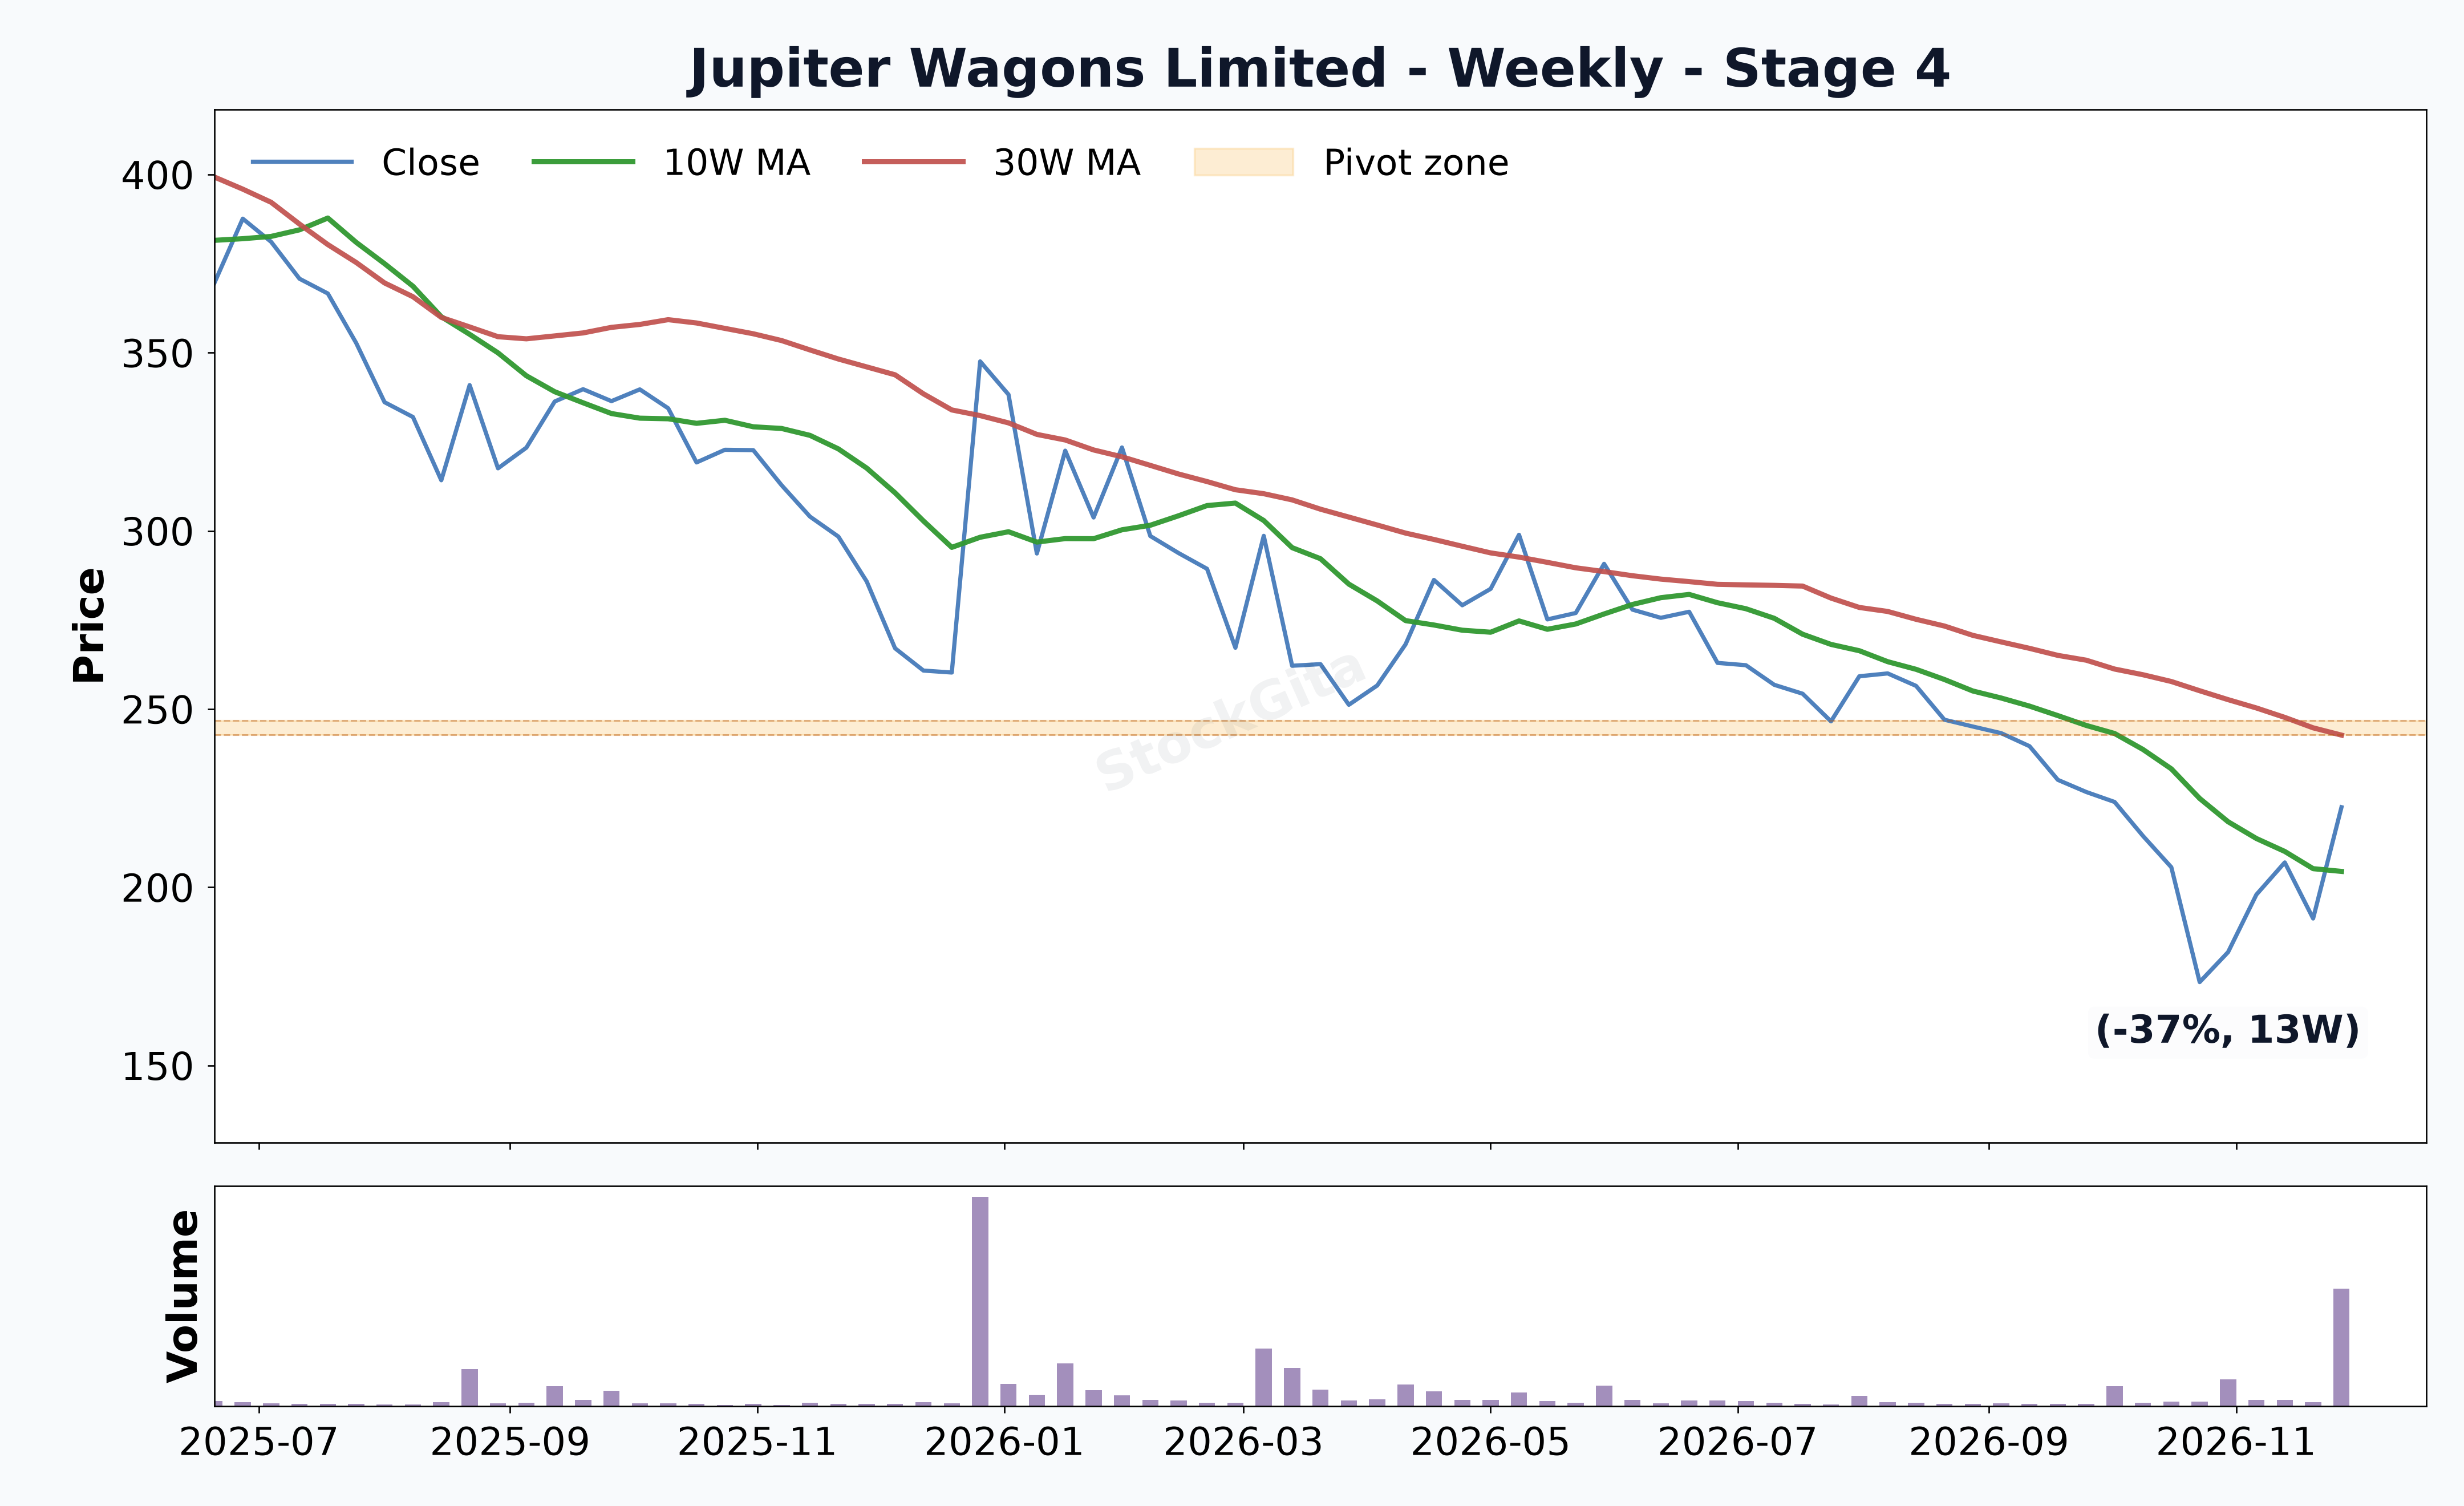 Jupiter Wagons Limited - Weekly - Stage 4
Close 10W MA 30W MA Pivot zone
Price
400
350
300
250
200
150
StockGita
(-37%, 13W)
Volume
2025-07 2025-09 2025-11 2026-01 2026-03 2026-05 2026-07 2026-09 2026-11